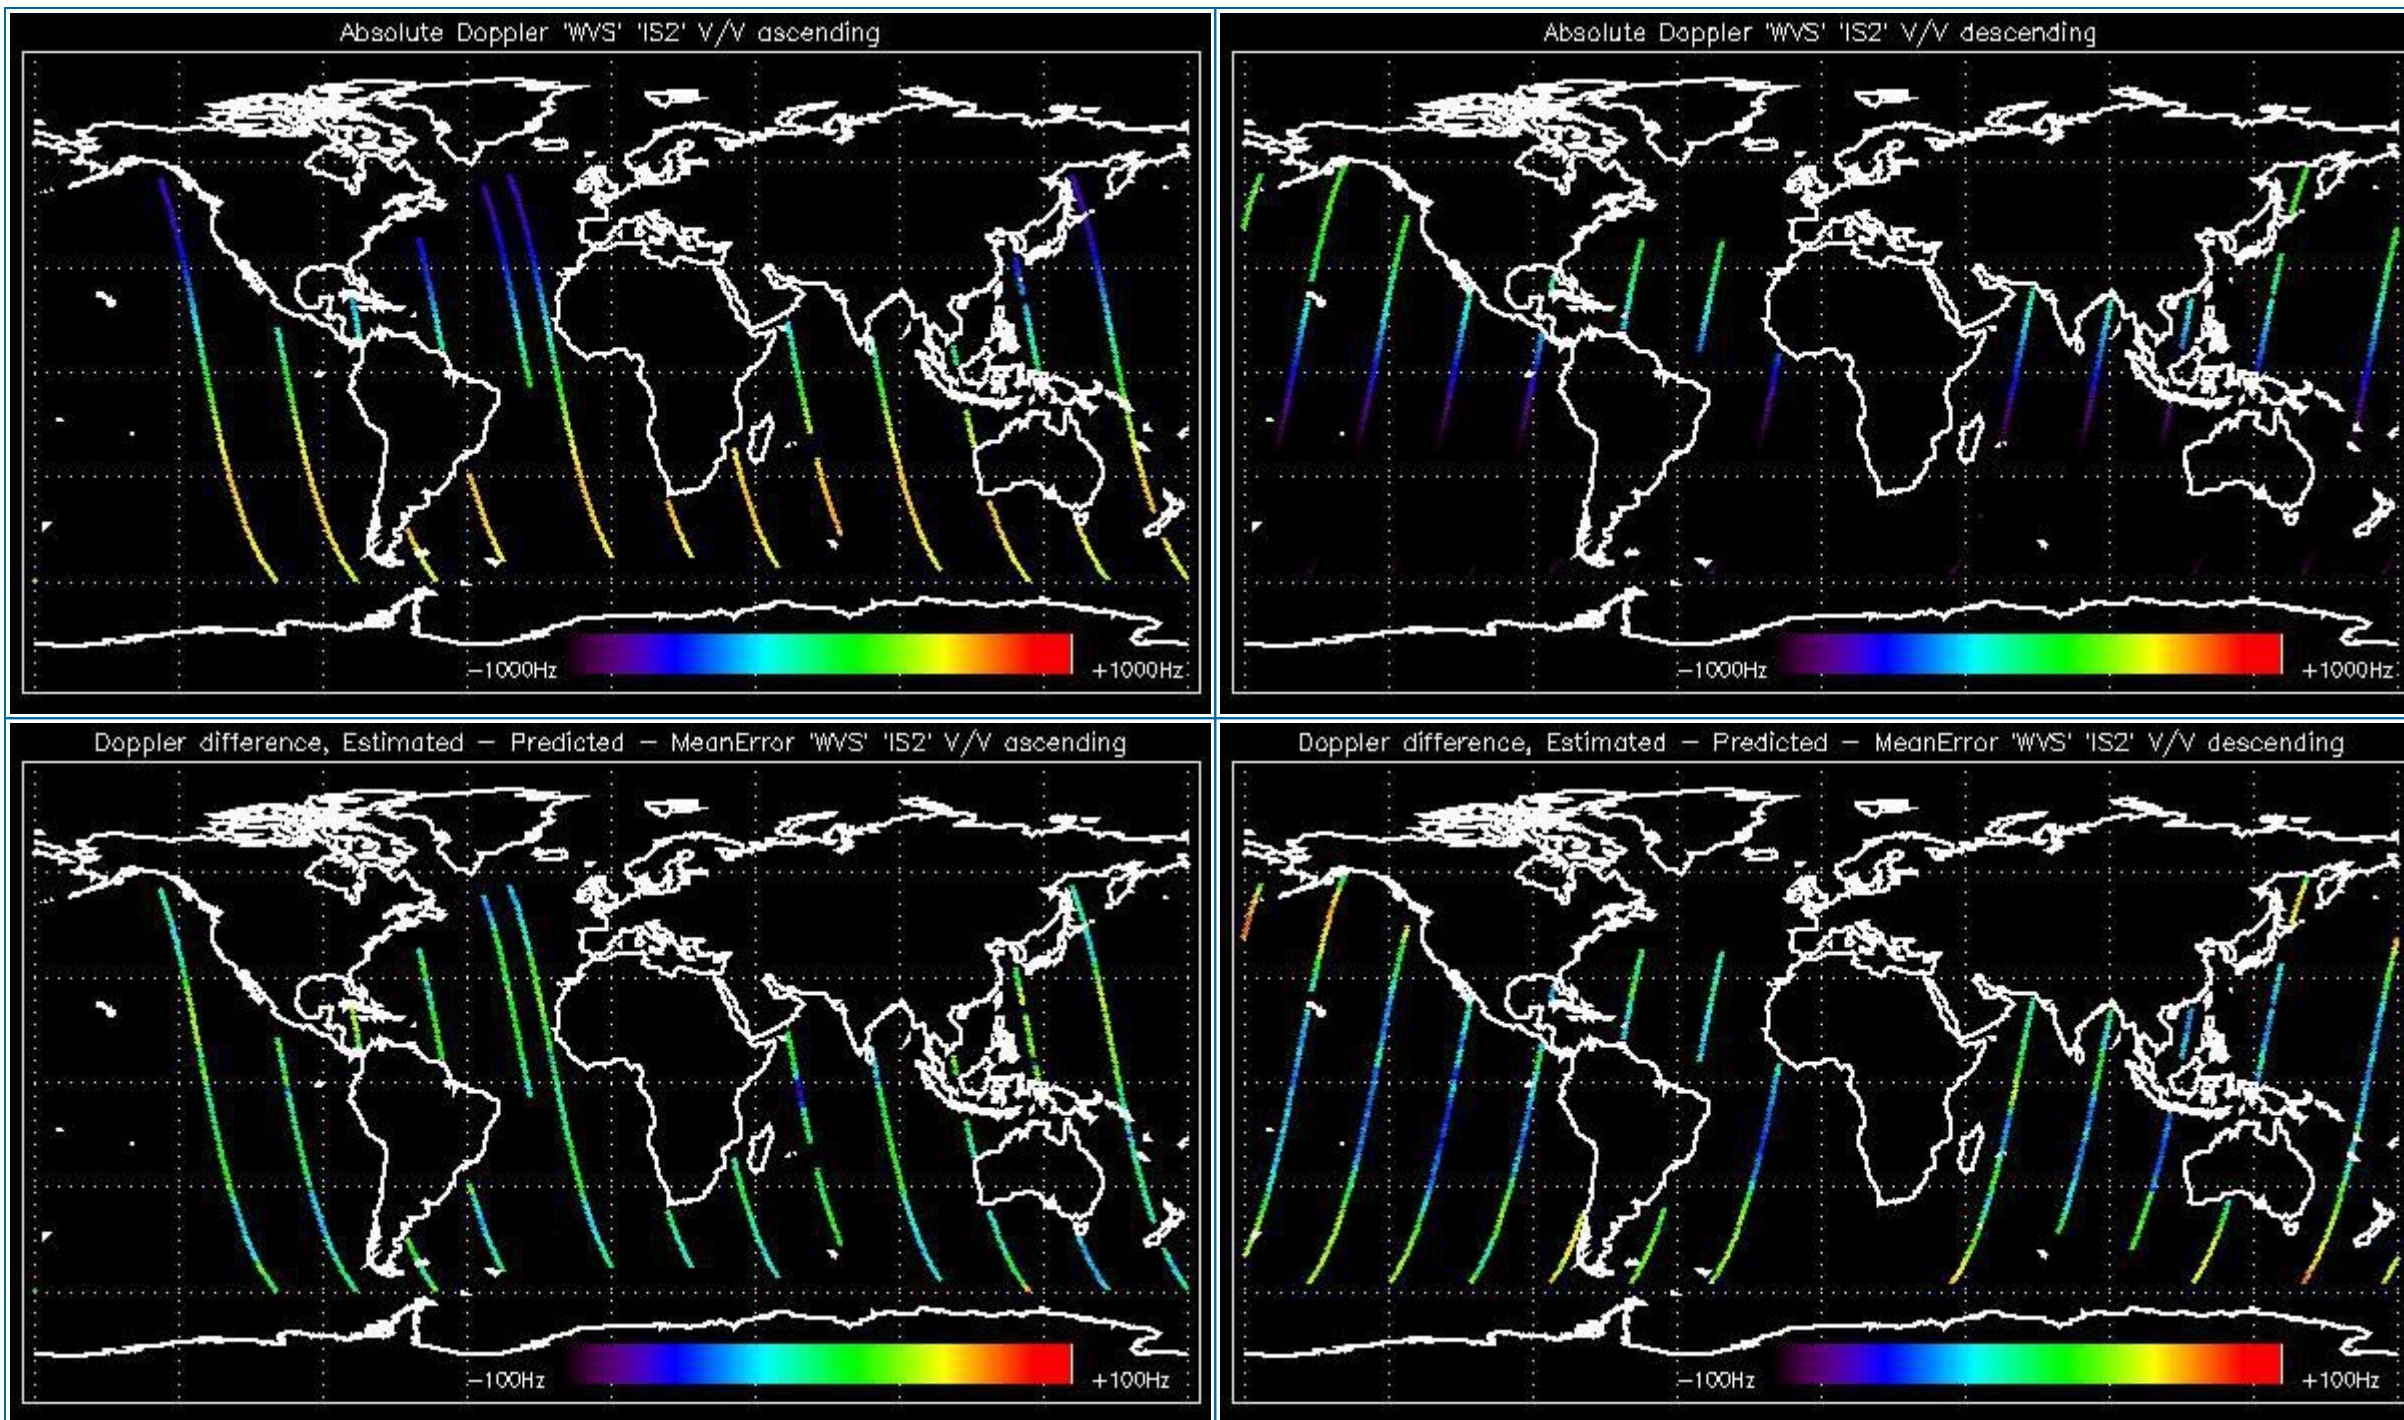 Absolute Doppler 'WVS' 'IS2' V/V ascending
-1000Hz
+1000Hz
Absolute Doppler 'WVS' 'IS2' V/V descending
-1000Hz
+1000Hz
Doppler difference, Estimated - Predicted - MeanError 'WVS' 'IS2' V/V ascending
-100Hz
+100Hz
Doppler difference, Estimated - Predicted - MeanError 'WVS' 'IS2' V/V descending
-100Hz
+100Hz